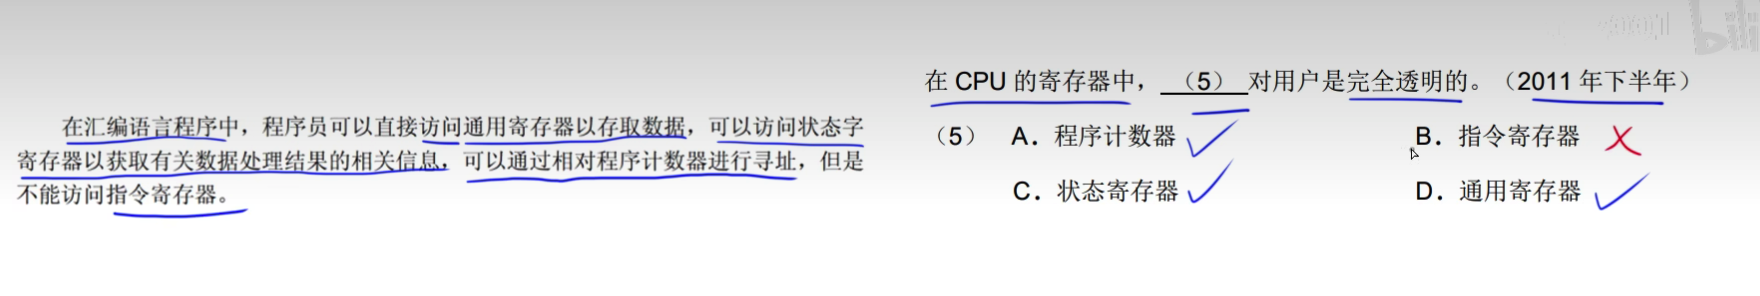 在汇编语言程序中，程序员可以直接访问通用寄存器以存取数据，可以访问状态字
寄存器以获取有关数据处理结果的相关信息，可以通过相对程序计数器进行寻址，但是
不能访问指令寄存器。
在 CPU 的寄存器中，（5）对用户是完全透明的。（2011 年下半年）
（5） A．程序计数器 B．指令寄存器
C．状态寄存器 D．通用寄存器
bili